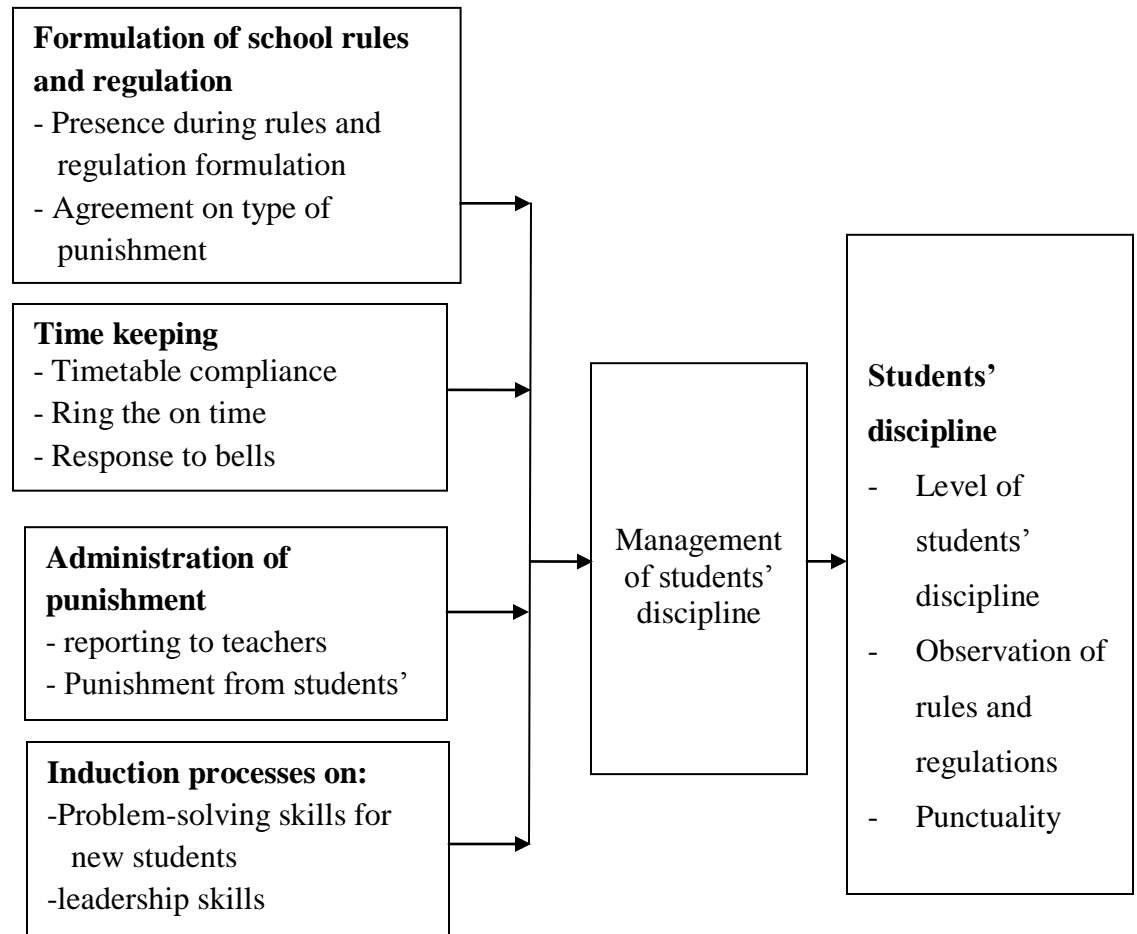 Formulation of school rules
and regulation
- Presence during rules and
regulation formulation
- Agreement on type of
punishment
Time keeping
- Timetable compliance
- Ring the on time
- Response to bells
Administration of
punishment
- reporting to teachers
- Punishment from students’
Induction processes on:
-Problem-solving skills for
new students
-leadership skills
Management
of students’
discipline
Students’
discipline
- Level of
students’
discipline
- Observation of
rules and
regulations
- Punctuality